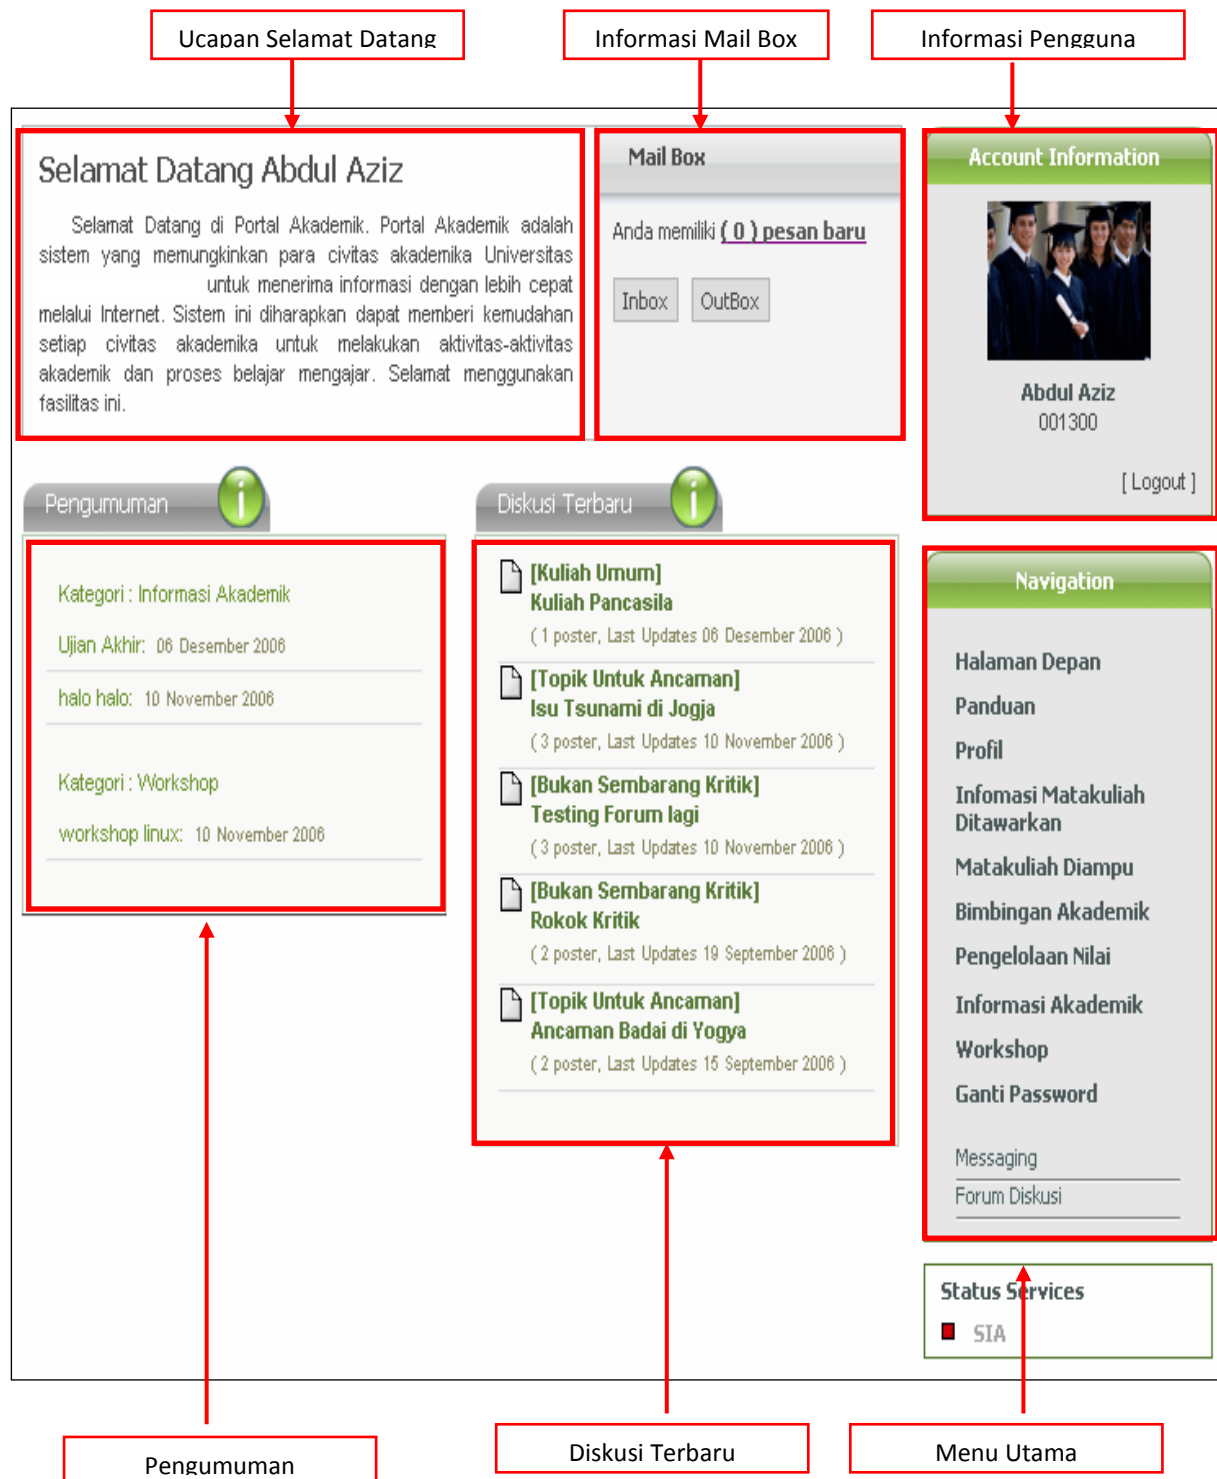 Ucapan Selamat Datang
Informasi Mail Box
Informasi Pengguna
Selamat Datang Abdul Aziz
Selamat Datang di Portal Akademik. Portal Akademik adalah
sistem yang memungkinkan para civitas akademika Universitas
untuk menerima informasi dengan lebih cepat
melalui Internet. Sistem ini diharapkan dapat memberi kemudahan
setiap civitas akademika untuk melakukan aktivitas-aktivitas
akademik dan proses belajar mengajar. Selamat menggunakan
fasilitas ini.
Mail Box
Anda memiliki ( 0 ) pesan baru
Inbox OutBox
Account Information
Abdul Aziz
001300
[ Logout ]
Pengumuman
Kategori : Informasi Akademik
Ujian Akhir: 06 Desember 2006
halo halo: 10 November 2006
Kategori : Workshop
workshop linux: 10 November 2006
Diskusi Terbaru
[Kuliah Umum]
Kuliah Pancasila
( 1 poster, Last Updates 06 Desember 2006 )
[Topik Untuk Ancaman]
Isu Tsunami di Jogja
( 3 poster, Last Updates 10 November 2006 )
[Bukan Sembarang Kritik]
Testing Forum lagi
( 3 poster, Last Updates 10 November 2006 )
[Bukan Sembarang Kritik]
Rokok Kritik
( 2 poster, Last Updates 19 September 2006 )
[Topik Untuk Ancaman]
Ancaman Badai di Yogya
( 2 poster, Last Updates 15 September 2006 )
Navigation
Halaman Depan
Panduan
Profil
Infomasi Matakuliah
Ditawarkan
Matakuliah Diampu
Bimbingan Akademik
Pengelolaan Nilai
Informasi Akademik
Workshop
Ganti Password
Messaging
Forum Diskusi
Status Services
SIA
Pengumuman
Diskusi Terbaru
Menu Utama